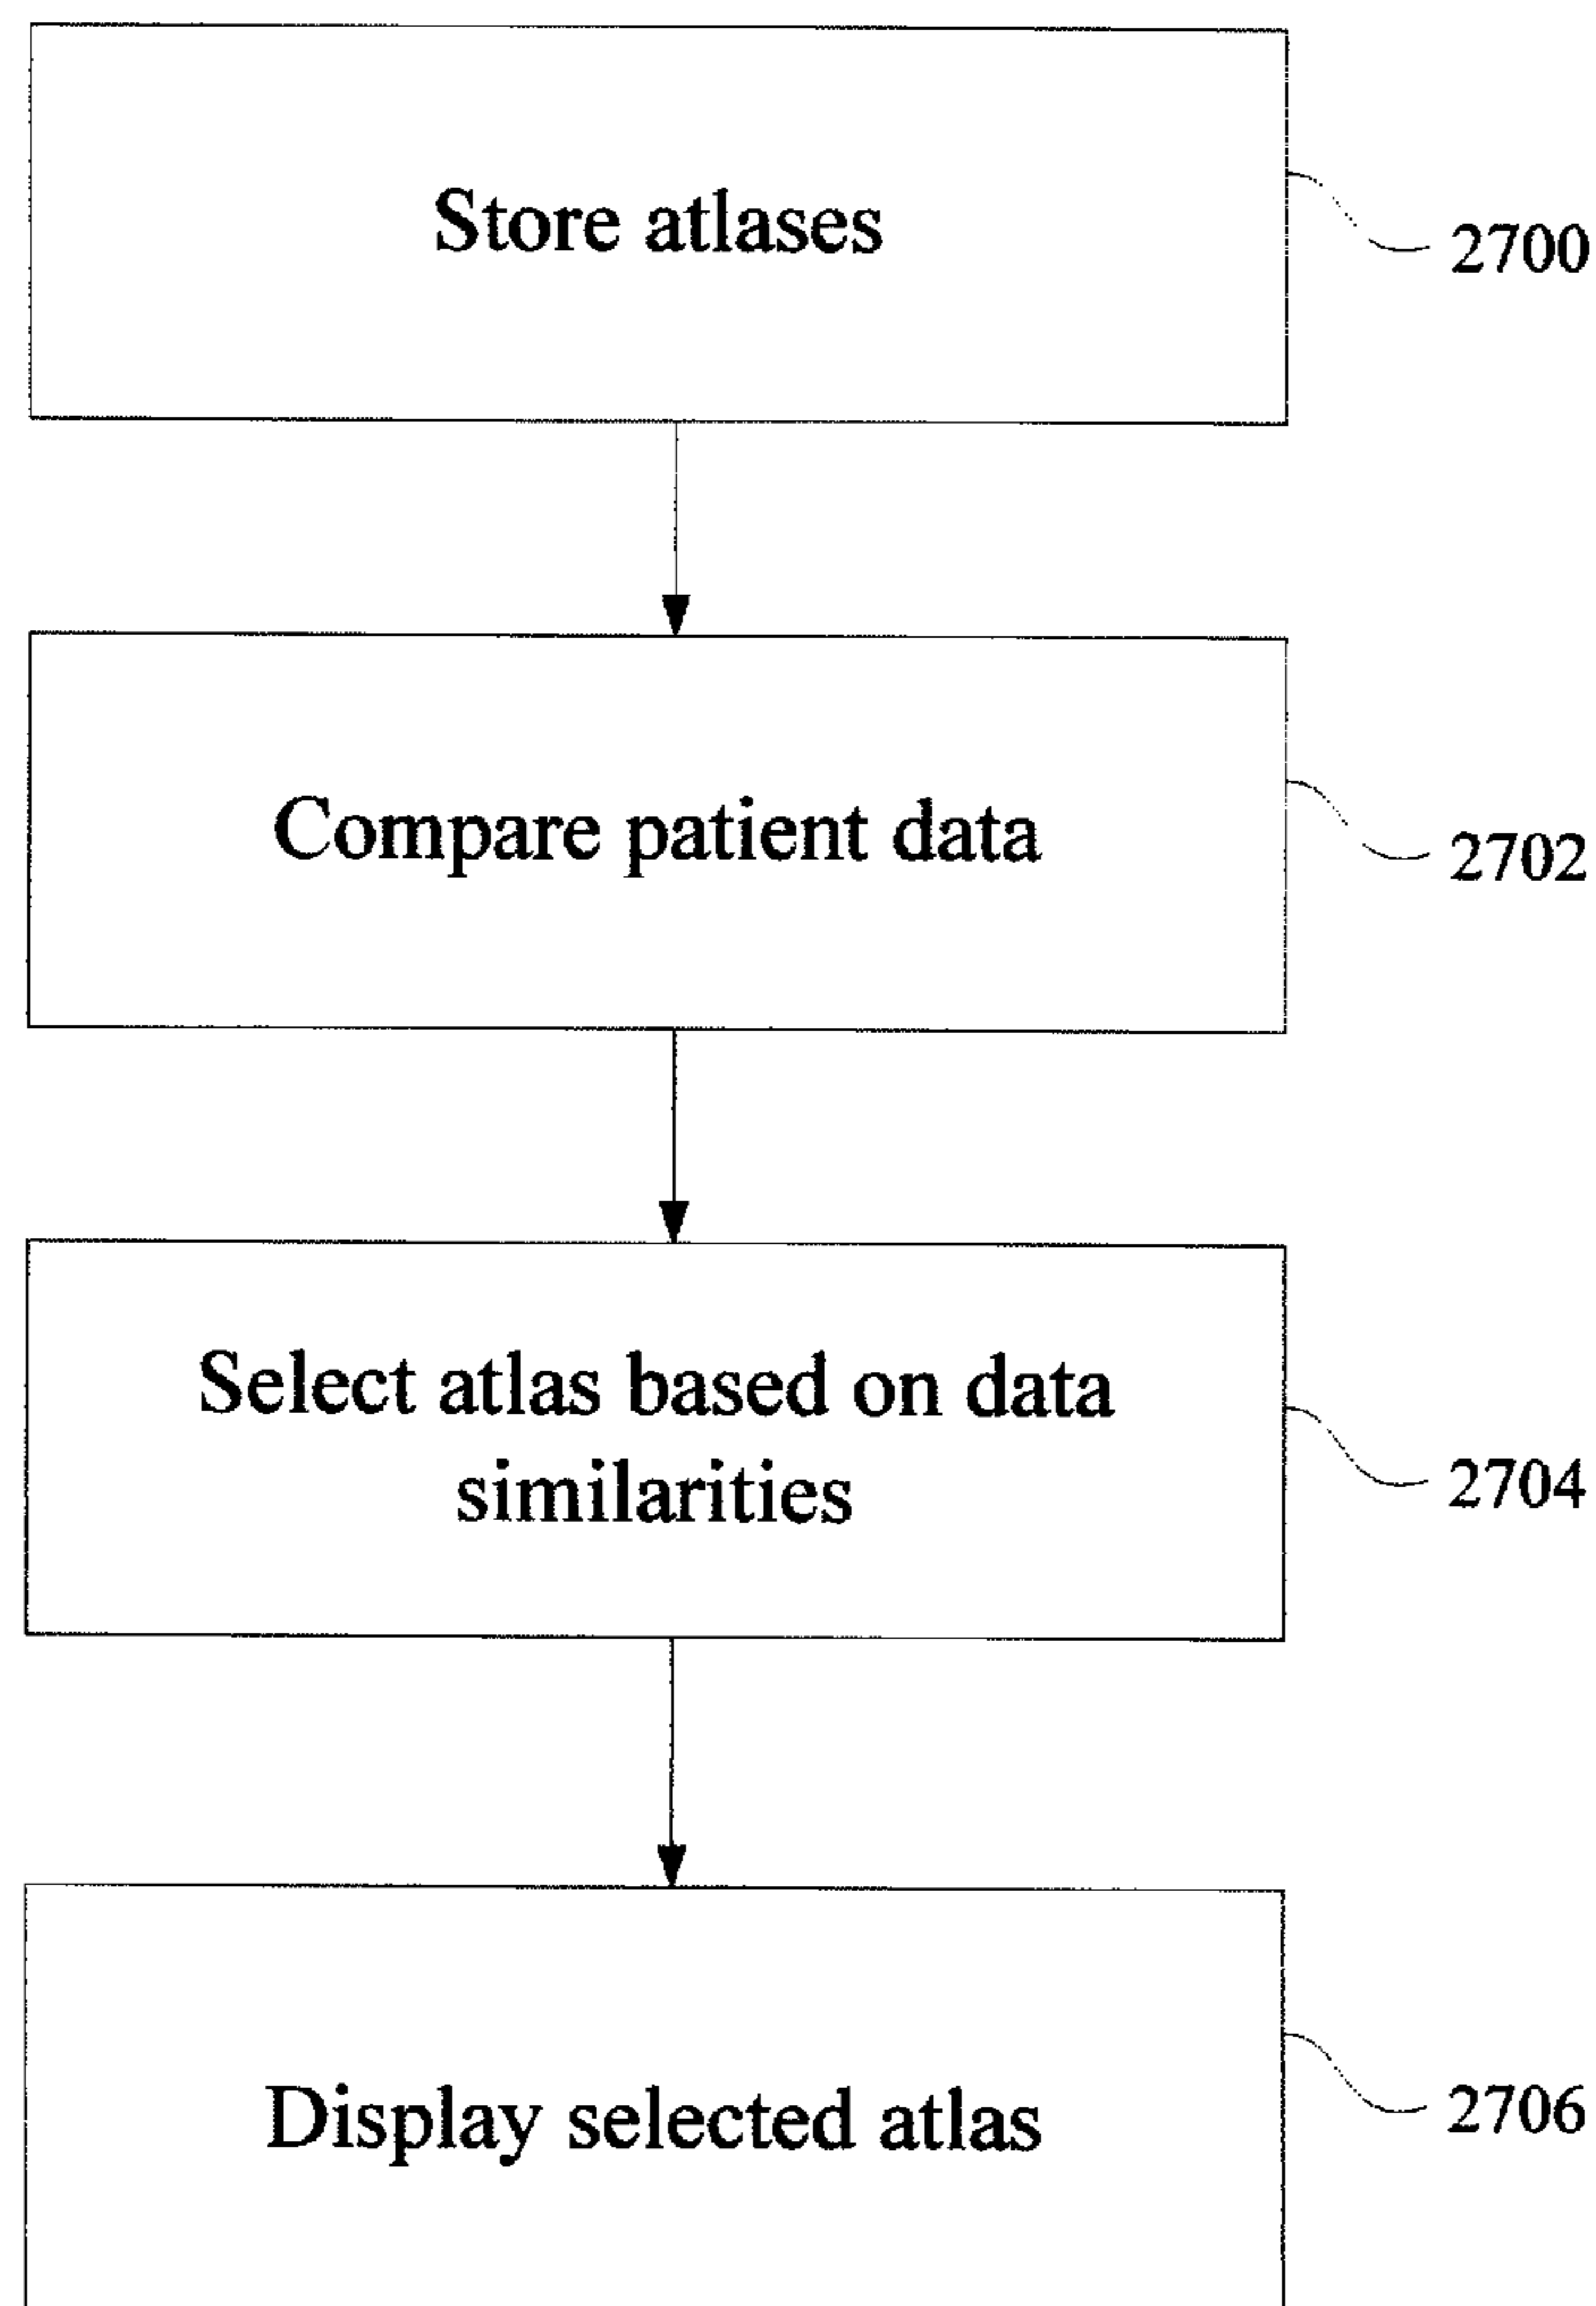 Store atlases
2700
Compare patient data
2702
Select atlas based on data
similarities
2704
Display selected atlas
2706